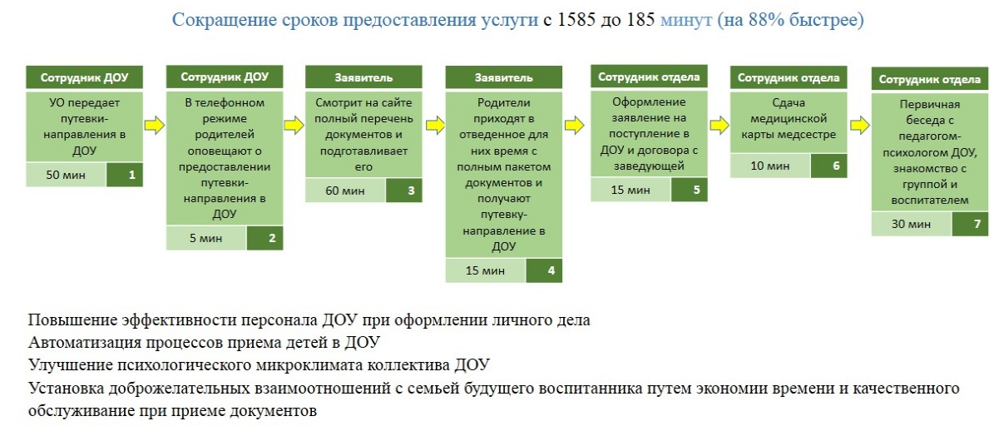 Сокращение сроков предоставления услуги с 1585 до 185 минут (на 88% быстрее)
Сотрудник ДОУ
УО передает
путевки-
направления в
ДОУ
50 мин 1
Сотрудник ДОУ
В телефонном
режиме
родителей
оповещают о
предоставлении
путевки-
направления в
ДОУ
5 мин 2
Заявитель
Смотрит на сайте
полный перечень
документов и
подготавливает
его
60 мин 3
Заявитель
Родители
приходят в
отведенное для
них время с
полным пакетом
документов и
получают
путевку-
направление в
ДОУ
15 мин 4
Сотрудник отдела
Оформление
заявление на
поступление в
ДОУ и договора с
заведующей
15 мин 5
Сотрудник отдела
Сдача
медицинской
карты медсестре
10 мин 6
Сотрудник отдела
Первичная
беседа с
педагогом-
психологом ДОУ,
знакомство с
группой и
воспитателем
30 мин 7
Повышение эффективности персонала ДОУ при оформлении личного дела
Автоматизация процессов приема детей в ДОУ
Улучшение психологического микроклимата коллектива ДОУ
Установка доброжелательных взаимоотношений с семьей будущего воспитанника путем экономии времени и качественного
обслуживание при приеме документов